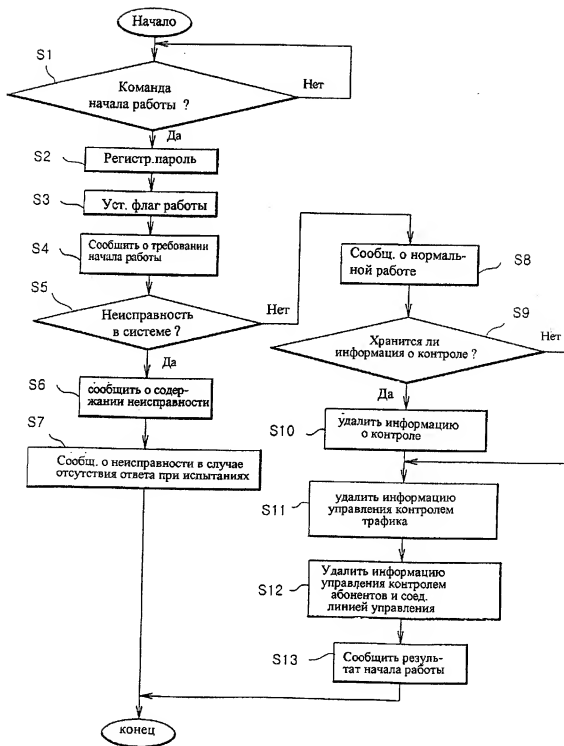 Начало
S1
Команда
начала работы ?
Нет
Да
S2
Регистр.пароль
S3
Уст. флаг работы
S4
Сообщить о требовании
начала работы
S5
Неисправность
в системе ?
Нет
Да
S6
сообщить о содер-
жании неисправности
S7
Сообщ. о неисправности в случае
отсутствия ответа при испытаниях
Сообщ. о нормаль-
ной работе
S8
S9
Хранится ли
информация о контроле ?
Нет
Да
S10
удалить информацию
о контроле
S11
удалить информацию
управления контролем
трафика
S12
Удалить информацию
управления контролем
абонентов и соед.
линией управления
S13
Сообщить резуль-
тат начала работы
конец